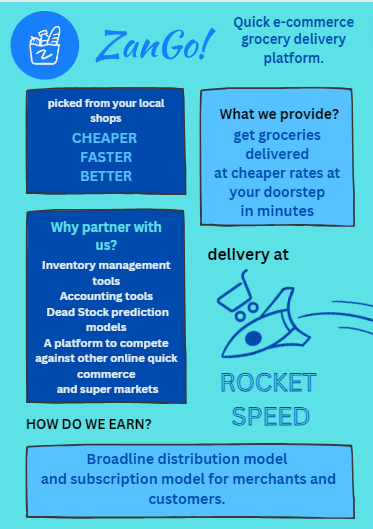 ZanGo!
Quick e-commerce
grocery delivery
platform.
picked from your local
shops
CHEAPER
FASTER
BETTER
What we provide?
get groceries
delivered
at cheaper rates at
your doorstep
in minutes
Why partner with
us?
Inventory management
tools
Accounting tools
Dead Stock prediction
models
A platform to compete
against other online quick
commerce
and super markets
delivery at
ROCKET
SPEED
HOW DO WE EARN?
Broadline distribution model
and subscription model for merchants and
customers.